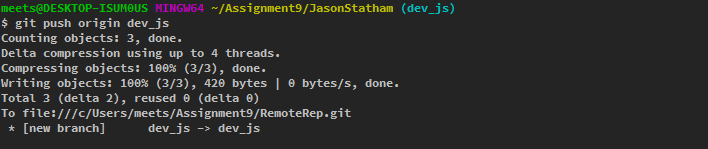 meets@DESKTOP-ISUM0US MINGW64 ~/Assignment9/JasonStatham (dev_js)
$ git push origin dev_js
Counting objects: 3, done.
Delta compression using up to 4 threads.
Compressing objects: 100% (3/3), done.
Writing objects: 100% (3/3), 420 bytes | 0 bytes/s, done.
Total 3 (delta 2), reused 0 (delta 0)
To file:///c/Users/meets/Assignment9/RemoteRep.git
 * [new branch]      dev_js -> dev_js